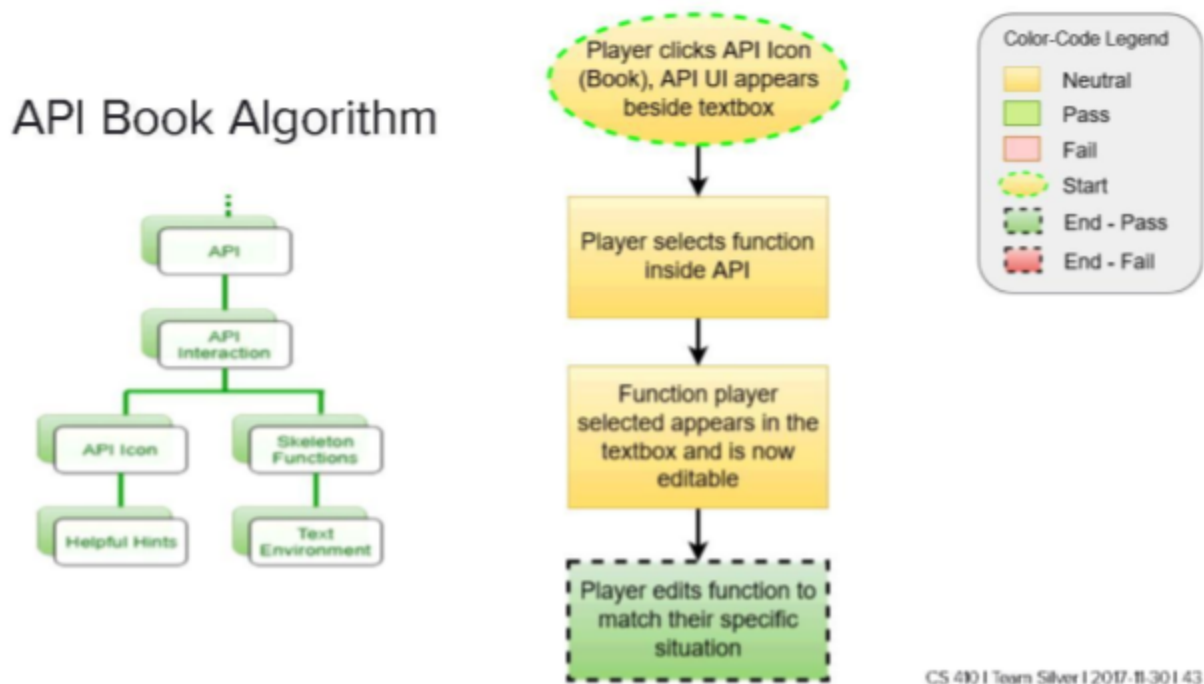 API Book Algorithm
API
API
Interaction
API Icon
Skeleton
Functions
Helpful Hints
Text
Environment
Player clicks API Icon
(Book), API UI appears
beside textbox
Player selects function
inside API
Function player
selected appears in the
textbox and is now
editable
Player edits function to
match their specific
situation
Color-Code Legend
Neutral
Pass
Fail
Start
End - Pass
End - Fail
CS 410 | Team Silver | 2017-11-30 | 43